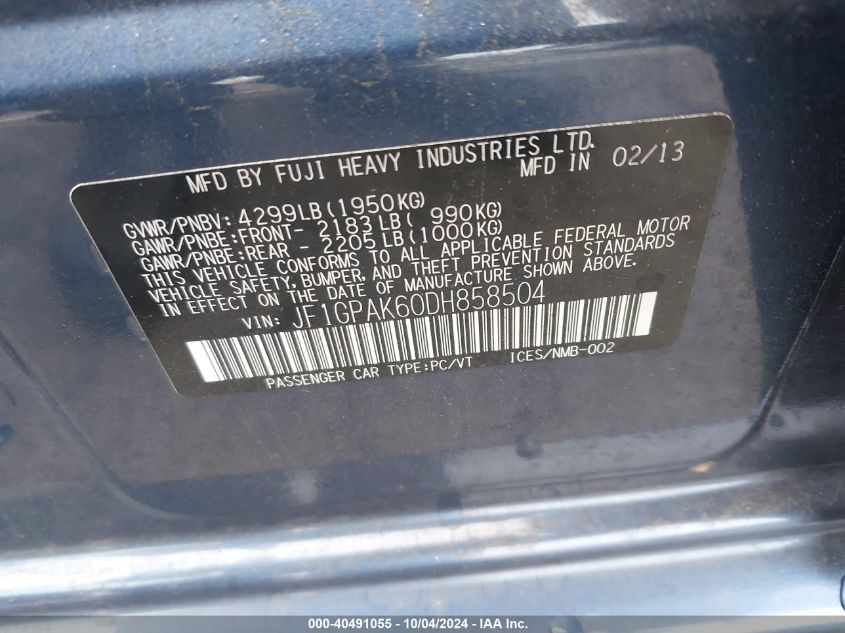 MFD BY FUJI HEAVY INDUSTRIES LTD.
MFD IN 02/13
GVWR/PNBV: 4299LB(1950KG)
GAWR/PNBE:FRONT- 2183LB( 990KG)
GAWR/PNBE:REAR - 2205LB(1000KG)
THIS VEHICLE CONFORMS TO ALL APPLICABLE FEDERAL MOTOR
VEHICLE SAFETY, BUMPER, AND THEFT PREVENTION STANDARDS
IN EFFECT ON THE DATE OF MANUFACTURE SHOWN ABOVE.
VIN: JF1GPAK60DH858504
PASSENGER CAR TYPE:PC/VT ICES/NMB-002
000-40491055 - 10/04/2024 - IAA Inc.